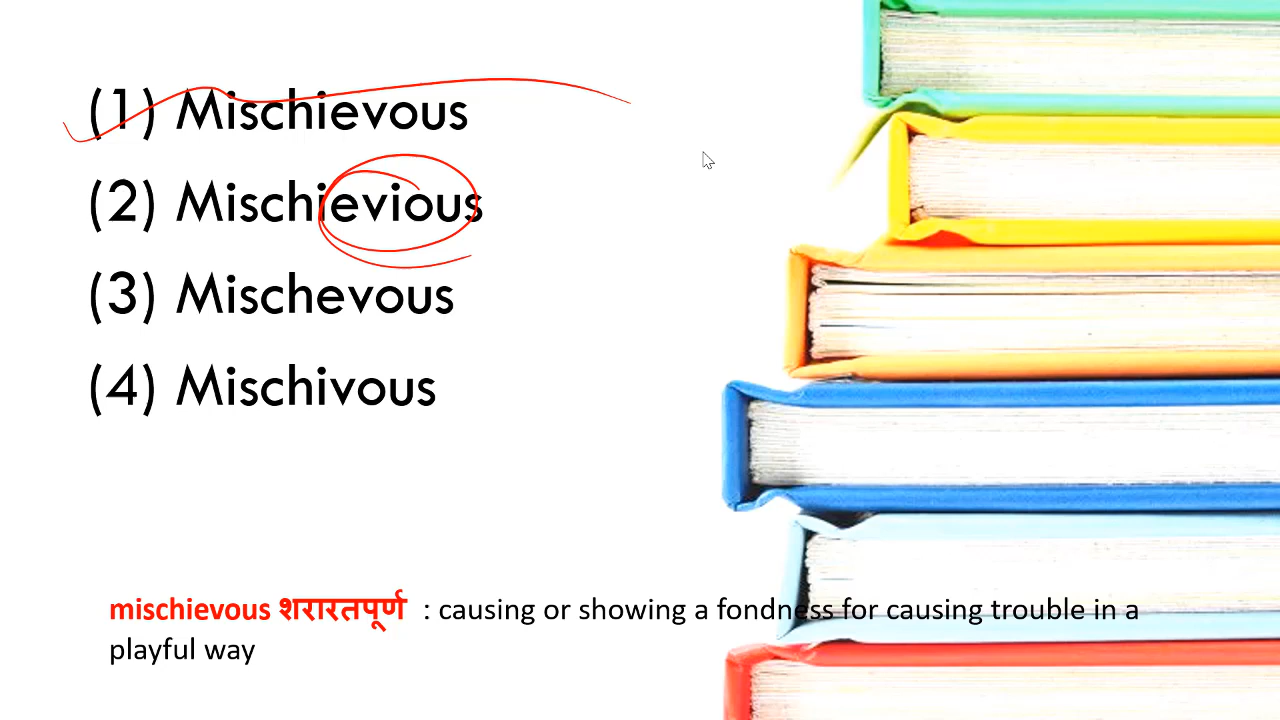 (1) Mischievous
(2) Mischievious
(3) Mischevous
(4) Mischivous
mischievous शरारतपूर्ण : causing or showing a fondness for causing trouble in a
playful way